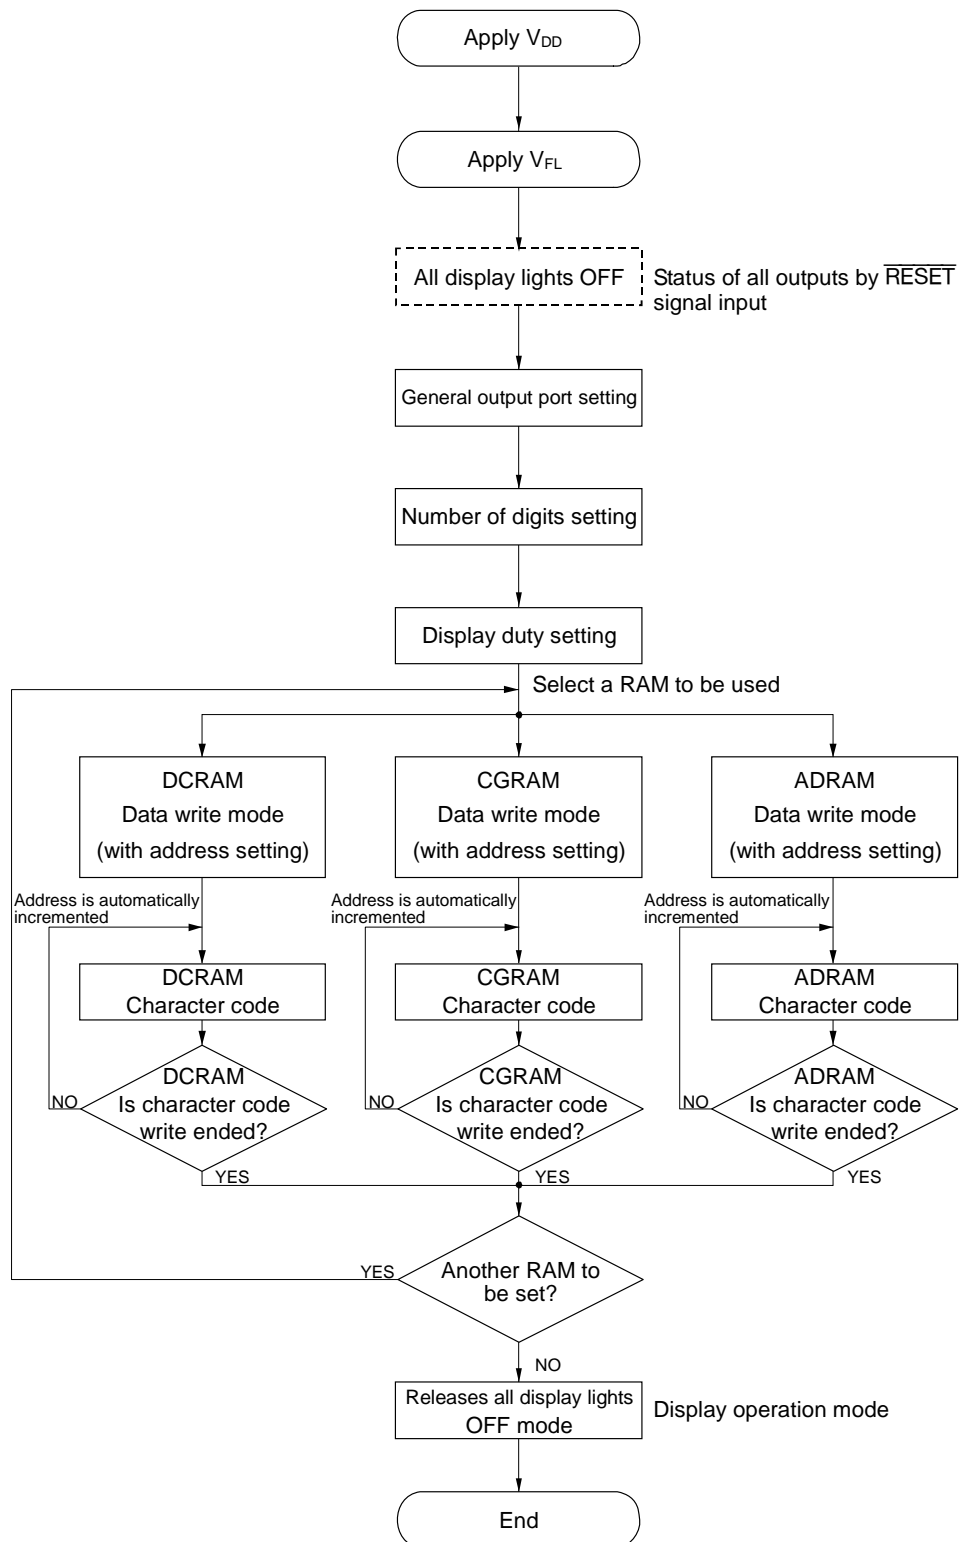 Apply VDD
Apply VFL
All display lights OFF
Status of all outputs by RESET
signal input
General output port setting
Number of digits setting
Display duty setting
Select a RAM to be used
DCRAM
Data write mode
(with address setting)
CGRAM
Data write mode
(with address setting)
ADRAM
Data write mode
(with address setting)
Address is automatically
incremented
Address is automatically
incremented
Address is automatically
incremented
DCRAM
Character code
CGRAM
Character code
ADRAM
Character code
NO
DCRAM
Is character code
write ended?
YES
NO
CGRAM
Is character code
write ended?
YES
NO
ADRAM
Is character code
write ended?
YES
YES
Another RAM to
be set?
NO
Releases all display lights
OFF mode
Display operation mode
End